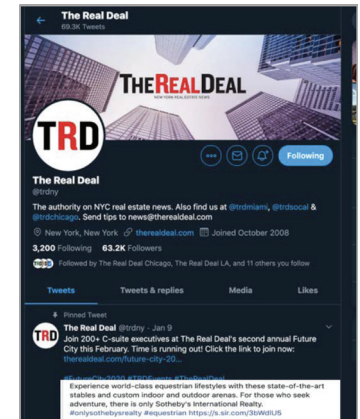 The Real Deal
69.3K Tweets
THEREALDEAL
NEW YORK REAL ESTATE NEWS
TRD
Following
The Real Deal
@trdny
The authority on NYC real estate news. Also find us at @trdmiami, @trdsocal &
@trdchicago. Send tips to news@therealdeal.com
New York, New York therealdeal.com Joined October 2008
3,200 Following 63.2K Followers
Followed by The Real Deal Chicago, The Real Deal LA, and 11 others you follow
Tweets Tweets & replies Media Likes
Pinned Tweet
TRD The Real Deal @trdny · Jan 9
Join 200+ C-suite executives at The Real Deal's second annual Future
City this February. Time is running out! Click the link to join now:
therealdeal.com/future-city-20...
#FutureCity2020 #TRDEvents #TheRealDeal
Experience world-class equestrian lifestyles with these state-of-the-art
stables and custom indoor and outdoor arenas. For those who seek
adventure, there is only Sotheby's International Realty.
#onlysothebysrealty #equestrian https://s.sir.com/3bWdIU5